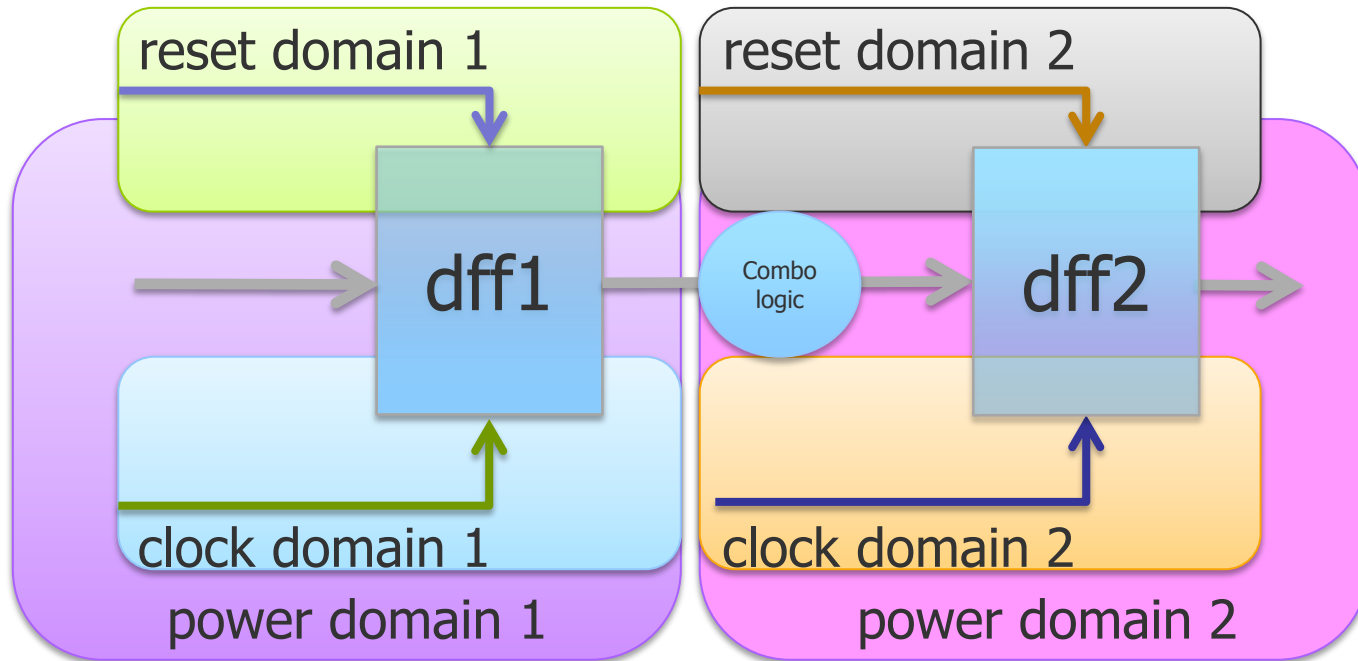 reset domain 1
reset domain 2
dff1
Combo
logic
dff2
clock domain 1
clock domain 2
power domain 1
power domain 2